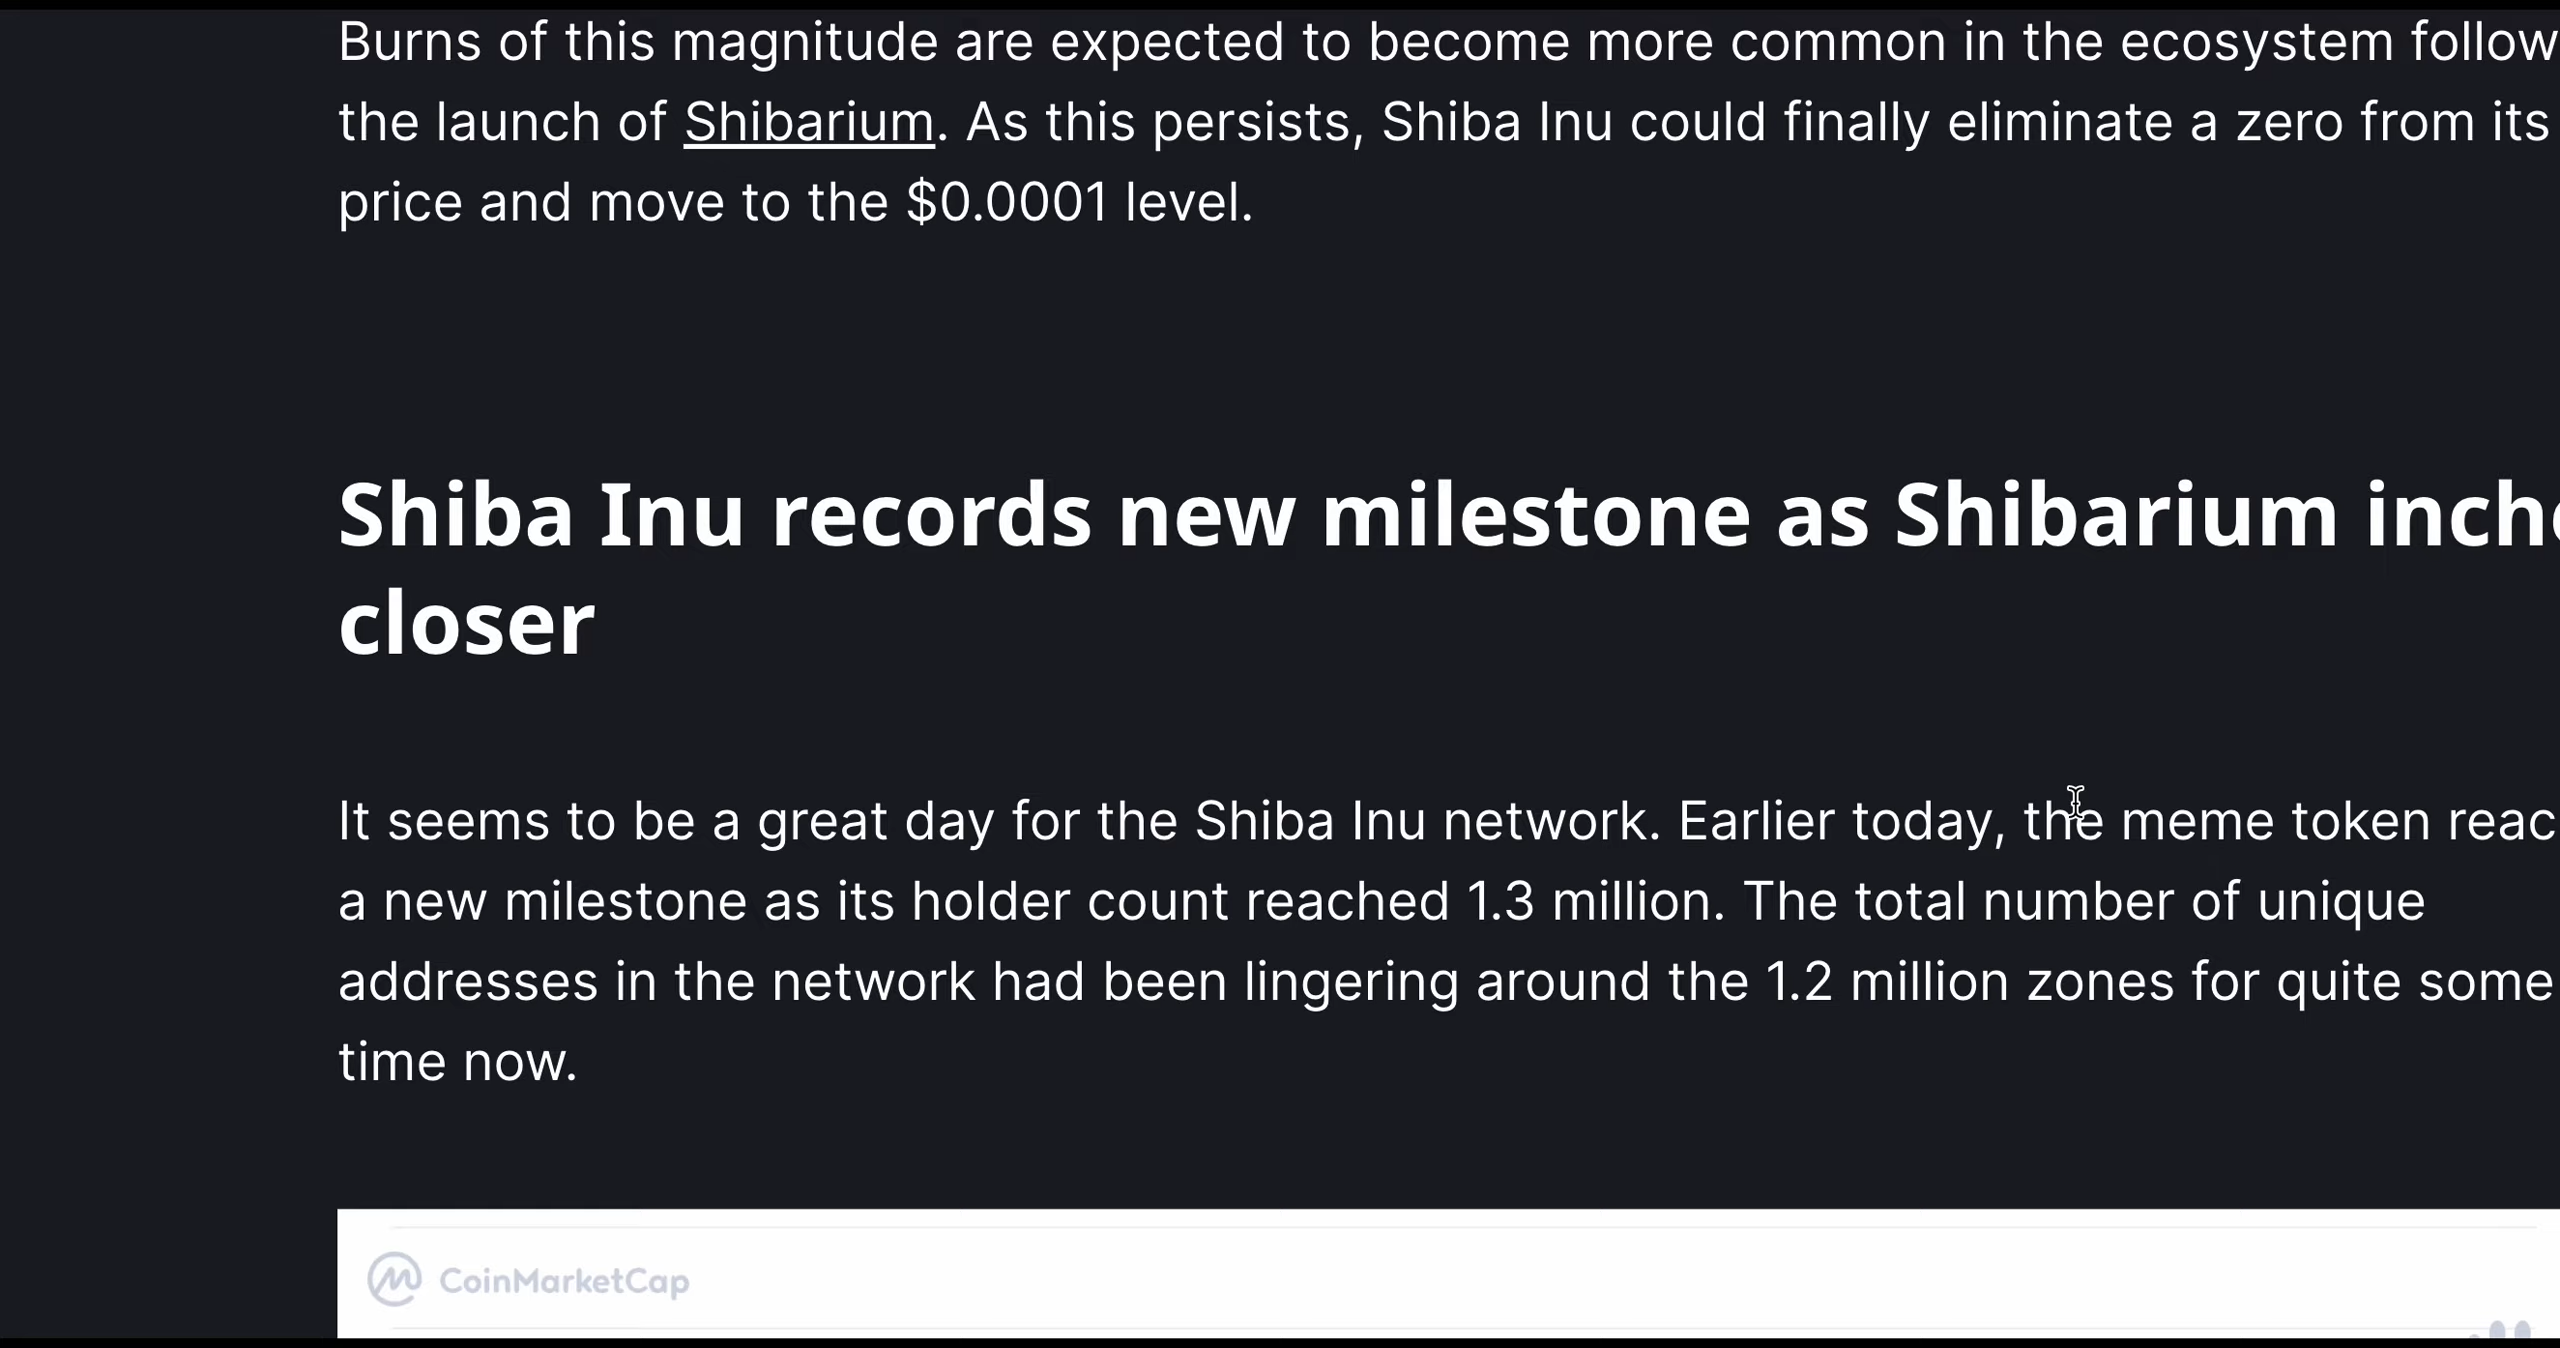 Burns of this magnitude are expected to become more common in the ecosystem follow
the launch of Shibarium. As this persists, Shiba Inu could finally eliminate a zero from its
price and move to the $0.0001 level.
Shiba Inu records new milestone as Shibarium inche
closer
It seems to be a great day for the Shiba Inu network. Earlier today, the meme token reac
a new milestone as its holder count reached 1.3 million. The total number of unique
addresses in the network had been lingering around the 1.2 million zones for quite some
time now.
CoinMarketCap